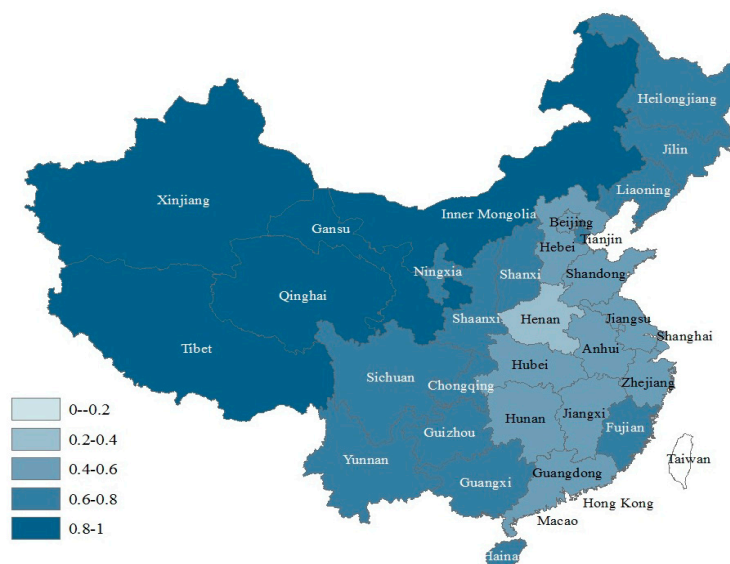 Heilongjiang
Jilin
Liaoning
Xinjiang
Inner Mongolia
Gansu
Beijing
Tianjin
Hebei
Ningxia
Shanxi
Shandong
Qinghai
Shaanxi
Henan
Jiangsu
Shanghai
Tibet
Anhui
Hubei
Sichuan
Chongqing
Zhejiang
Hunan
Jiangxi
Guizhou
Fujian
Yunnan
Taiwan
Guangxi
Guangdong
Hong Kong
Macao
Hainan
0--0.2
0.2-0.4
0.4-0.6
0.6-0.8
0.8-1